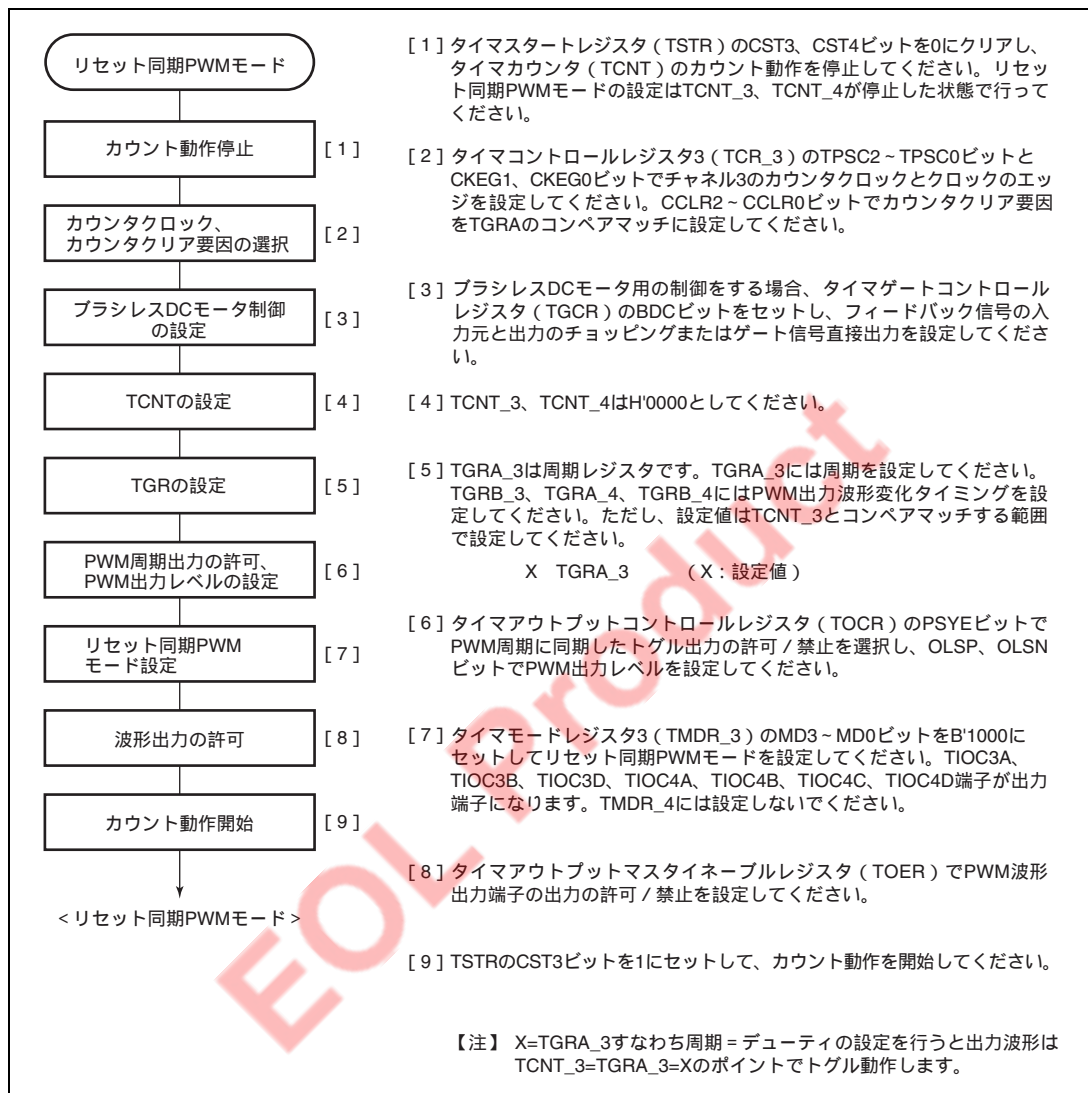 リセット同期PWMモード
カウント動作停止
[1]
カウンタクロック、
カウンタクリア要因の選択
[2]
ブラシレスDCモータ制御
の設定
[3]
TCNTの設定
[4]
TGRの設定
[5]
PWM周期出力の許可、
PWM出力レベルの設定
[6]
リセット同期PWM
モード設定
[7]
波形出力の許可
[8]
カウント動作開始
[9]
<リセット同期PWMモード>
[1]タイマスタートレジスタ(TSTR)のCST3、CST4ビットを0にクリアし、
タイマカウンタ(TCNT)のカウント動作を停止してください。リセッ
ト同期PWMモードの設定はTCNT_3、TCNT_4が停止した状態で行って
ください。
[2]タイマコントロールレジスタ3(TCR_3)のTPSC2~TPSC0ビットと
CKEG1、CKEG0ビットでチャネル3のカウンタクロックとクロックのエッ
ジを設定してください。CCLR2~CCLR0ビットでカウンタクリア要因
をTGRAのコンペアマッチに設定してください。
[3]ブラシレスDCモータ用の制御をする場合、タイマゲートコントロール
レジスタ(TGCR)のBDCビットをセットし、フィードバック信号の入
力元と出力のチョッピングまたはゲート信号直接出力を設定してくださ
い。
[4]TCNT_3、TCNT_4はH'0000としてください。
[5]TGRA_3は周期レジスタです。TGRA_3には周期を設定してください。
TGRB_3、TGRA_4、TGRB_4にはPWM出力波形変化タイミングを設
定してください。ただし、設定値はTCNT_3とコンペアマッチする範囲
で設定してください。
X TGRA_3 (X:設定値)
[6]タイマアウトプットコントロールレジスタ(TOCR)のPSYEビットで
PWM周期に同期したトグル出力の許可/禁止を選択し、OLSP、OLSN
ビットでPWM出力レベルを設定してください。
[7]タイマモードレジスタ3(TMDR_3)のMD3~MD0ビットをB'1000に
セットしてリセット同期PWMモードを設定してください。TIOC3A、
TIOC3B、TIOC3D、TIOC4A、TIOC4B、TIOC4C、TIOC4D端子が出力
端子になります。TMDR_4には設定しないでください。
[8]タイマアウトプットマスタイネーブルレジスタ(TOER)でPWM波形
出力端子の出力の許可/禁止を設定してください。
[9]TSTRのCST3ビットを1にセットして、カウント動作を開始してください。
【注】 X=TGRA_3すなわち周期=デューティの設定を行うと出力波形は
TCNT_3=TGRA_3=Xのポイントでトグル動作します。
EOL Product